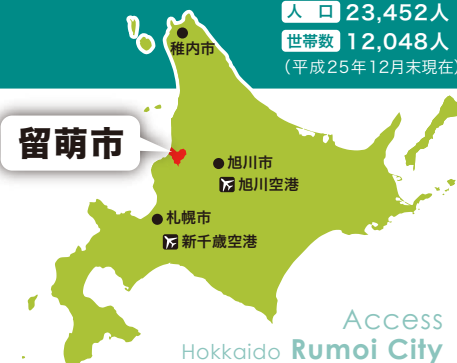 人 口 23,452人
世帯数 12,048人
（平成25年12月末現在）
稚内市
留萌市
旭川市
旭川空港
札幌市
新千歳空港
Access
Hokkaido Rumoi City